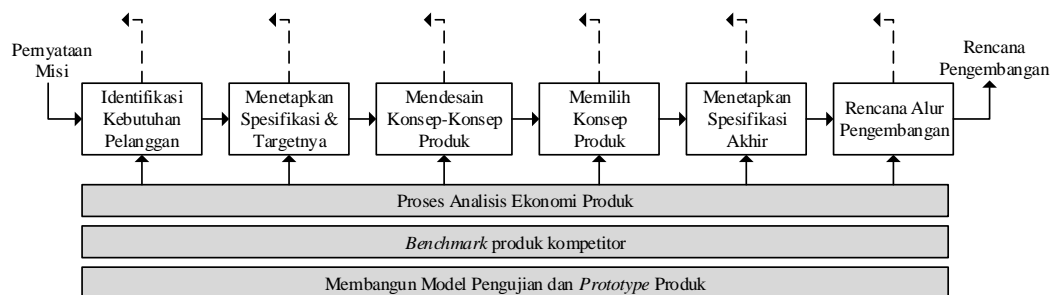 Pernyataan
Misi
Identifikasi
Kebutuhan
Pelanggan
Menetapkan
Spesifikasi &
Targetnya
Mendesain
Konsep-Konsep
Produk
Memilih
Konsep
Produk
Menetapkan
Spesifikasi
Akhir
Rencana Alur
Pengembangan
Rencana
Pengembangan
Proses Analisis Ekonomi Produk
Benchmark produk kompetitor
Membangun Model Pengujian dan Prototype Produk